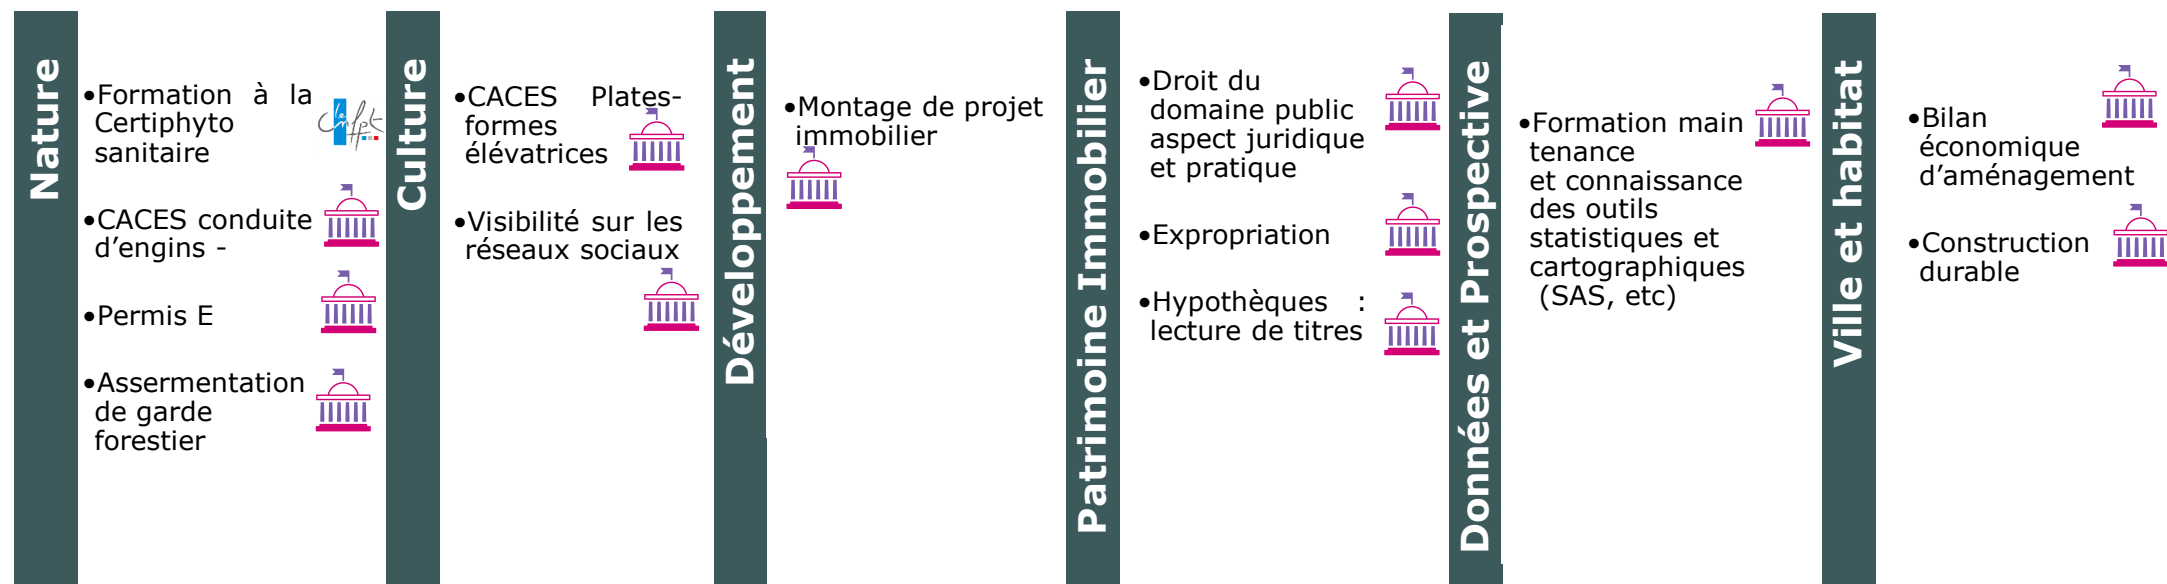 Nature
•Formation à la
Certiphyto
sanitaire
le cnfpt
•CACES conduite
d’engins -
•Permis E
•Assermentation
de garde
forestier
Culture
•CACES Plates-
formes
élévatrices
•Visibilité sur les
réseaux sociaux
Développement
•Montage de projet
immobilier
Patrimoine Immobilier
•Droit du
domaine public
aspect juridique
et pratique
•Expropriation
•Hypothèques :
lecture de titres
Données et Prospective
•Formation main
tenance
et connaissance
des outils
statistiques et
cartographiques
(SAS, etc)
Ville et habitat
•Bilan
économique
d’aménagement
•Construction
durable